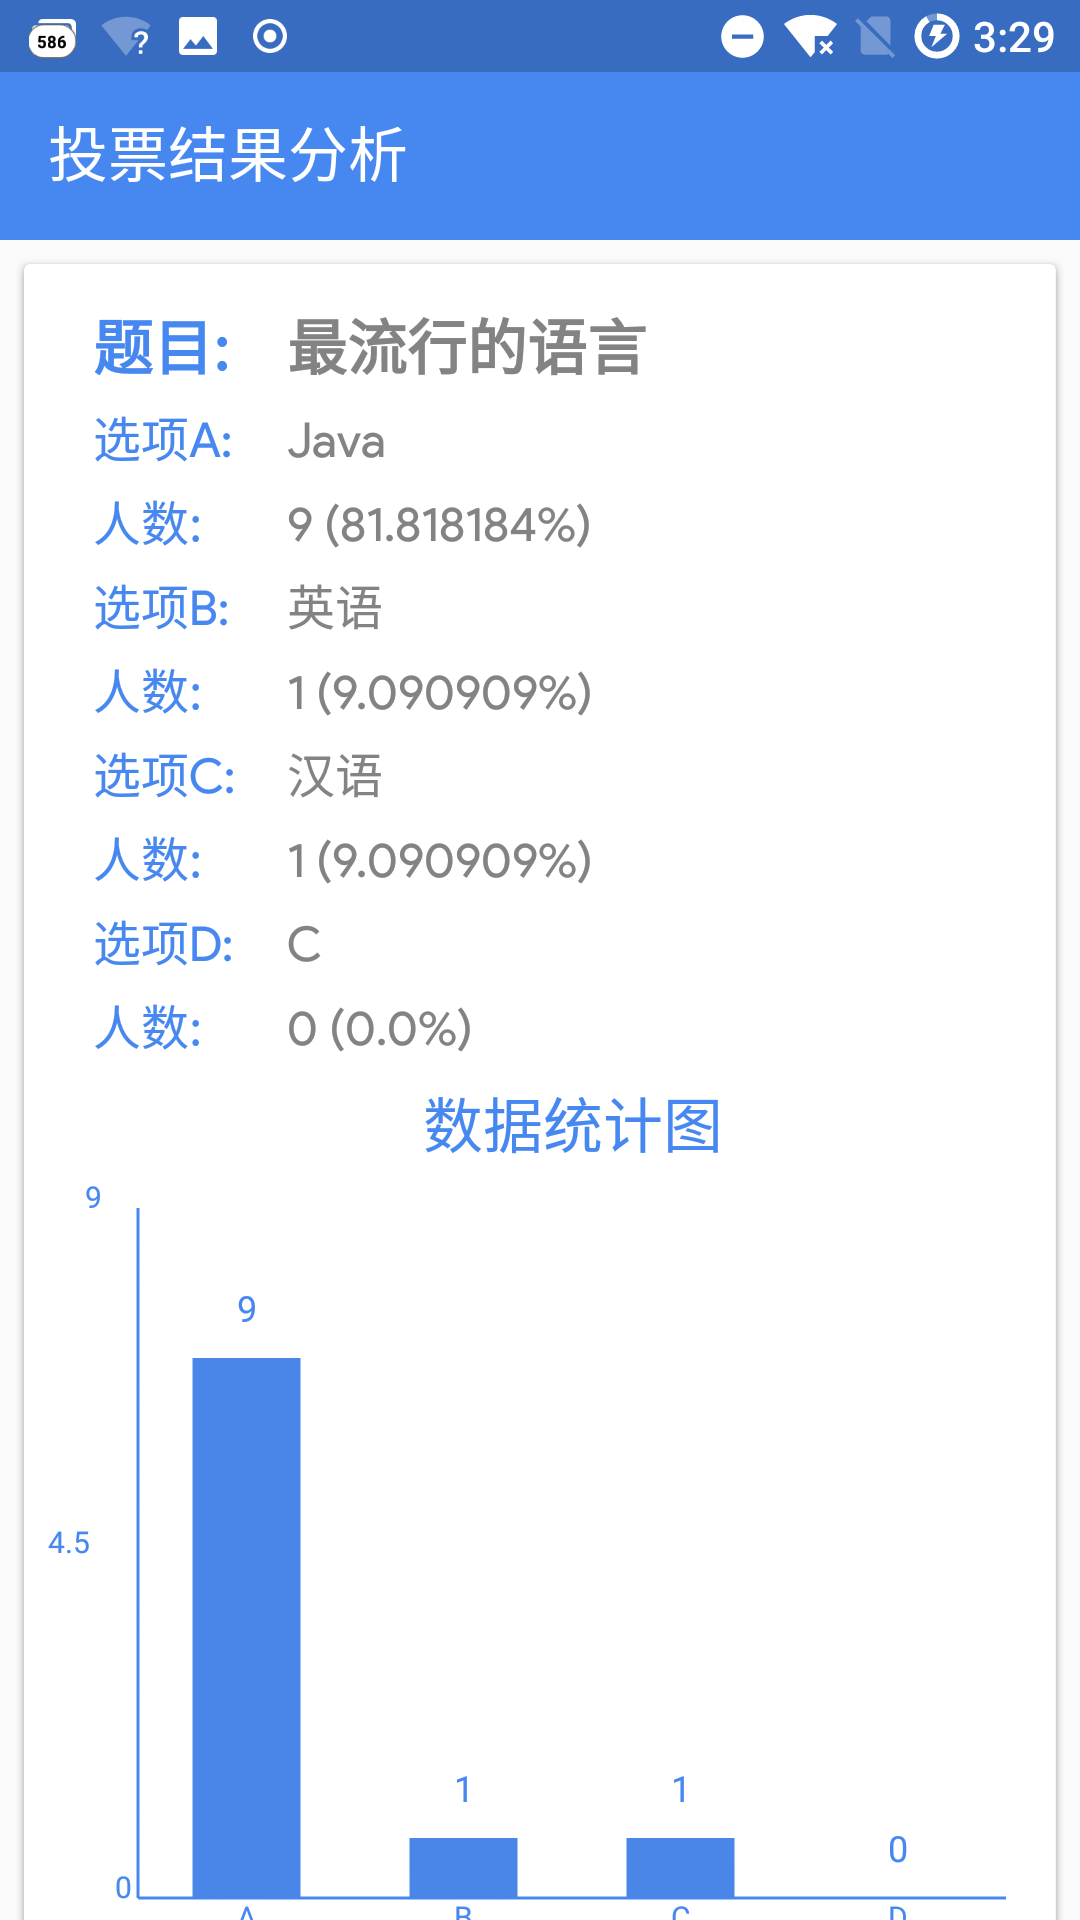 586 ? 3:29
投票结果分析
题目: 最流行的语言
选项A: Java
人数: 9 (81.818184%)
选项B: 英语
人数: 1 (9.090909%)
选项C: 汉语
人数: 1 (9.090909%)
选项D: C
人数: 0 (0.0%)
数据统计图
9
9
4.5
1 1
0
0
A B C D